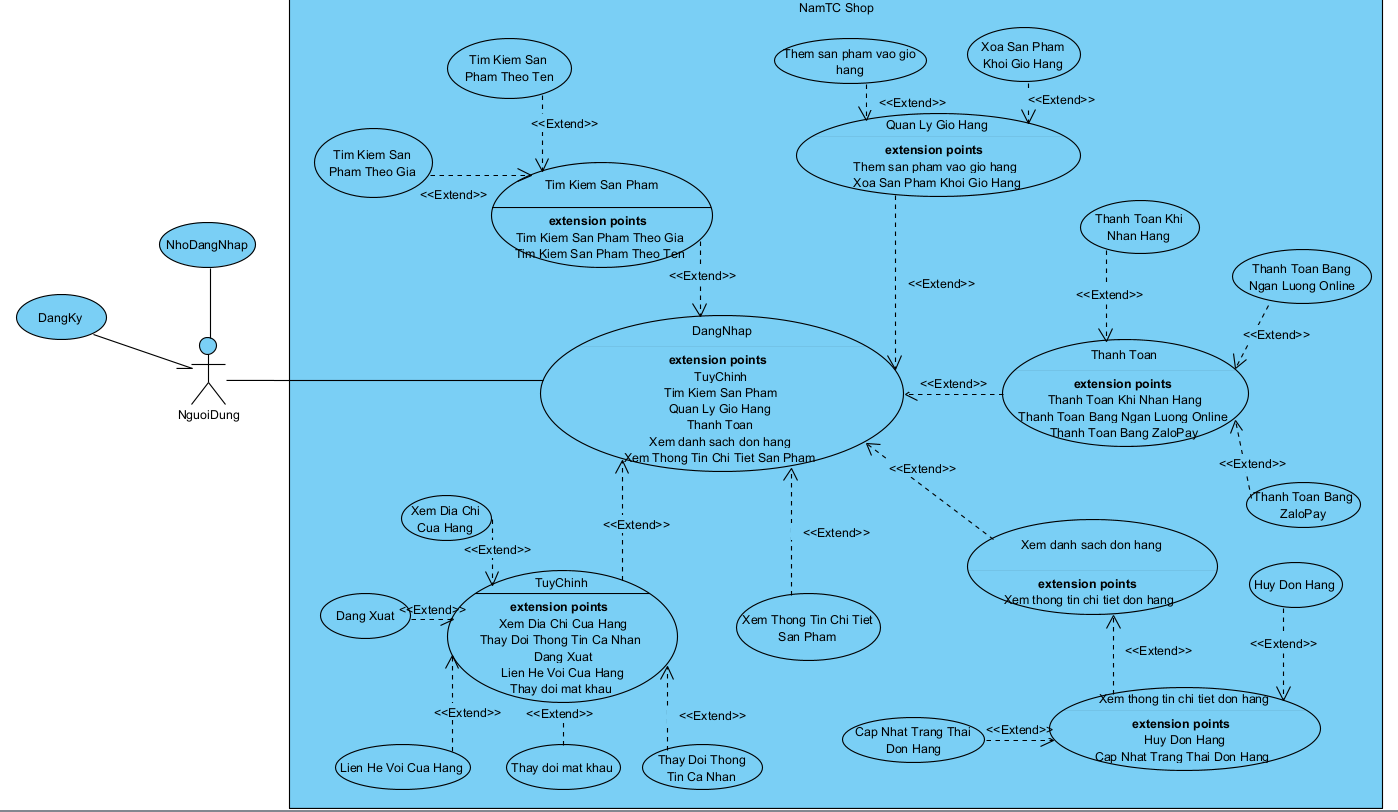 NamTC Shop
Tim Kiem San
Pham Theo Ten
<<Extend>>
Tim Kiem San
Pham Theo Gia
<<Extend>>
Tim Kiem San Pham
extension points
Tim Kiem San Pham Theo Gia
Tim Kiem San Pham Theo Ten
<<Extend>>
Them san pham vao gio
hang
<<Extend>>
Xoa San Pham
Khoi Gio Hang
<<Extend>>
Quan Ly Gio Hang
extension points
Them san pham vao gio hang
Xoa San Pham Khoi Gio Hang
<<Extend>>
NhoDangNhap
DangKy
NguoiDung
DangNhap
extension points
TuyChinh
Tim Kiem San Pham
Quan Ly Gio Hang
Thanh Toan
Xem danh sach don hang
Xem Thong Tin Chi Tiet San Pham
Thanh Toan Khi
Nhan Hang
<<Extend>>
Thanh Toan Bang
Ngan Luong Online
<<Extend>>
Thanh Toan
extension points
Thanh Toan Khi Nhan Hang
Thanh Toan Bang Ngan Luong Online
Thanh Toan Bang ZaloPay
<<Extend>>
<<Extend>>
Thanh Toan Bang
ZaloPay
<<Extend>>
Xem danh sach don hang
extension points
Xem thong tin chi tiet don hang
<<Extend>>
Huy Don Hang
<<Extend>>
Xem thong tin chi tiet don hang
extension points
Huy Don Hang
Cap Nhat Trang Thai Don Hang
Cap Nhat Trang Thai
Don Hang
<<Extend>>
<<Extend>>
Xem Thong Tin Chi Tiet
San Pham
<<Extend>>
Xem Dia Chi
Cua Hang
<<Extend>>
Dang Xuat
<<Extend>>
TuyChinh
extension points
Xem Dia Chi Cua Hang
Thay Doi Thong Tin Ca Nhan
Dang Xuat
Lien He Voi Cua Hang
Thay doi mat khau
<<Extend>>
<<Extend>>
<<Extend>>
Lien He Voi Cua Hang
Thay doi mat khau
Thay Doi Thong
Tin Ca Nhan